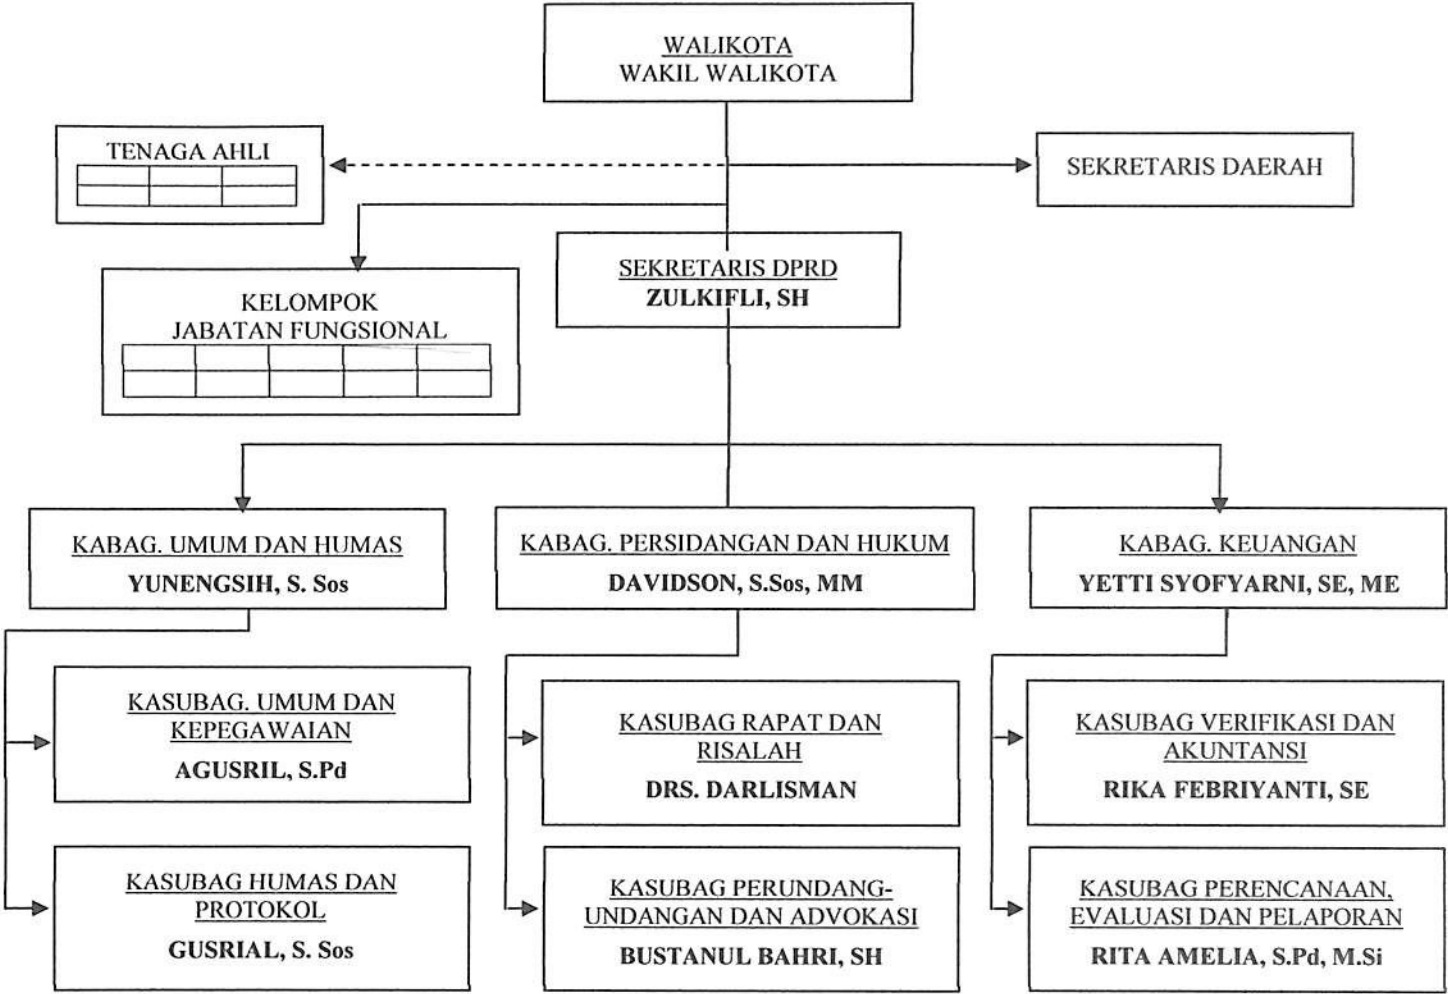 WALIKOTA
WAKIL WALIKOTA
TENAGA AHLI
SEKRETARIS DAERAH
SEKRETARIS DPRD
ZULKIFLI, SH
KELOMPOK
JABATAN FUNGSIONAL
KABAG. UMUM DAN HUMAS
YUNENGSIH, S. Sos
KABAG. PERSIDANGAN DAN HUKUM
DAVIDSON, S.Sos, MM
KABAG. KEUANGAN
YETTI SYOFYARNI, SE, ME
KASUBAG. UMUM DAN
KEPEGAWAIAN
AGUSRIL, S.Pd
KASUBAG RAPAT DAN
RISALAH
DRS. DARLISMAN
KASUBAG VERIFIKASI DAN
AKUNTANSI
RIKA FEBRIYANTI, SE
KASUBAG HUMAS DAN
PROTOKOL
GUSRIAL, S. Sos
KASUBAG PERUNDANG-
UNDANGAN DAN ADVOKASI
BUSTANUL BAHRI, SH
KASUBAG PERENCANAAN,
EVALUASI DAN PELAPORAN
RITA AMELIA, S.Pd, M.Si